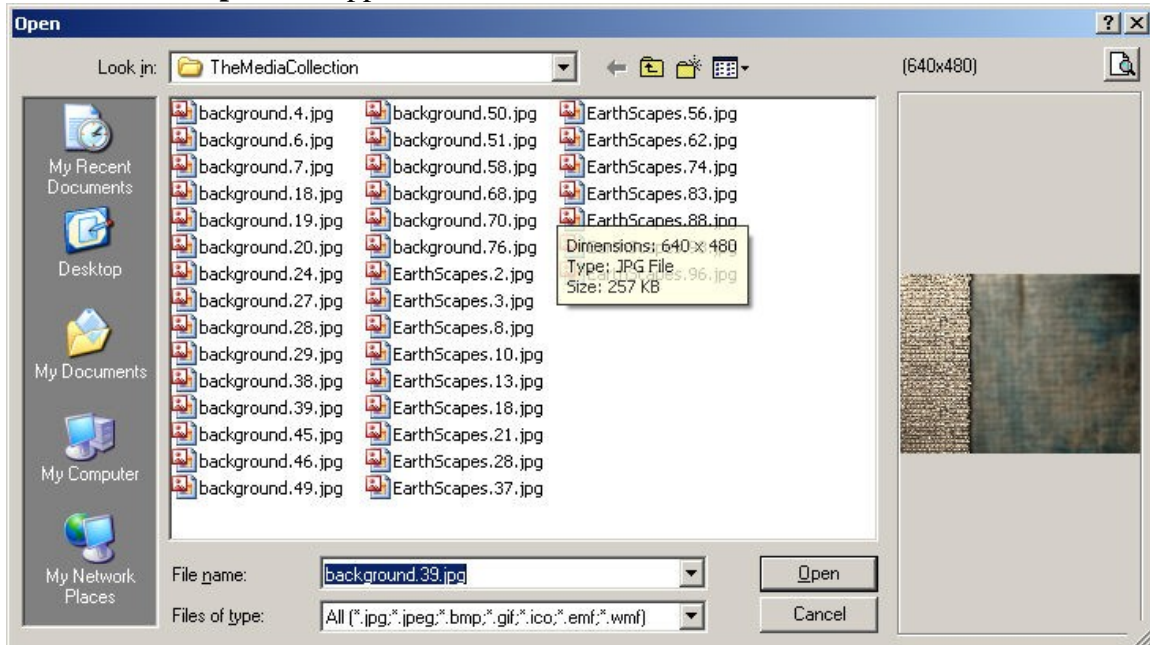 Open
Look in:
TheMediaCollection
(640x480)
My Recent
Documents
Desktop
My Documents
My Computer
My Network
Places
background.4.jpg
background.6.jpg
background.7.jpg
background.18.jpg
background.19.jpg
background.20.jpg
background.24.jpg
background.27.jpg
background.28.jpg
background.29.jpg
background.38.jpg
background.39.jpg
background.45.jpg
background.46.jpg
background.49.jpg
background.50.jpg
background.51.jpg
background.58.jpg
background.68.jpg
background.70.jpg
background.76.jpg
EarthScapes.2.jpg
EarthScapes.3.jpg
EarthScapes.8.jpg
EarthScapes.10.jpg
EarthScapes.13.jpg
EarthScapes.18.jpg
EarthScapes.21.jpg
EarthScapes.28.jpg
EarthScapes.37.jpg
EarthScapes.56.jpg
EarthScapes.62.jpg
EarthScapes.74.jpg
EarthScapes.83.jpg
EarthScapes.88.jpg
EarthScapes.96.jpg
Dimensions: 640 x 480
Type: JPG File
Size: 257 KB
File name:
background.39.jpg
Open
Files of type:
All (*.jpg;*.jpeg;*.bmp;*.gif;*.ico;*.emf;*.wmf)
Cancel